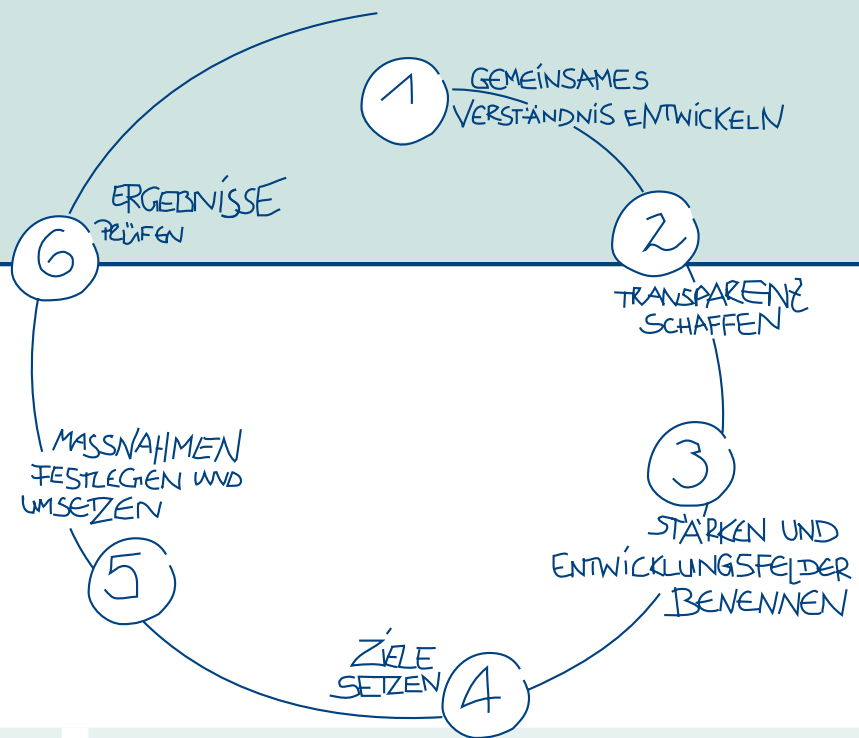 1
GEMEINSAMES
VERSTÄNDNIS ENTWICKELN
2
TRANSPARENZ
SCHAFFEN
3
STÄRKEN UND
ENTWICKLUNGSFELDER
BENENNEN
4
ZIELE
SETZEN
5
MASSNAHMEN
FESTLEGEN UND
UMSETZEN
6
ERGEBNISSE
PRÜFEN